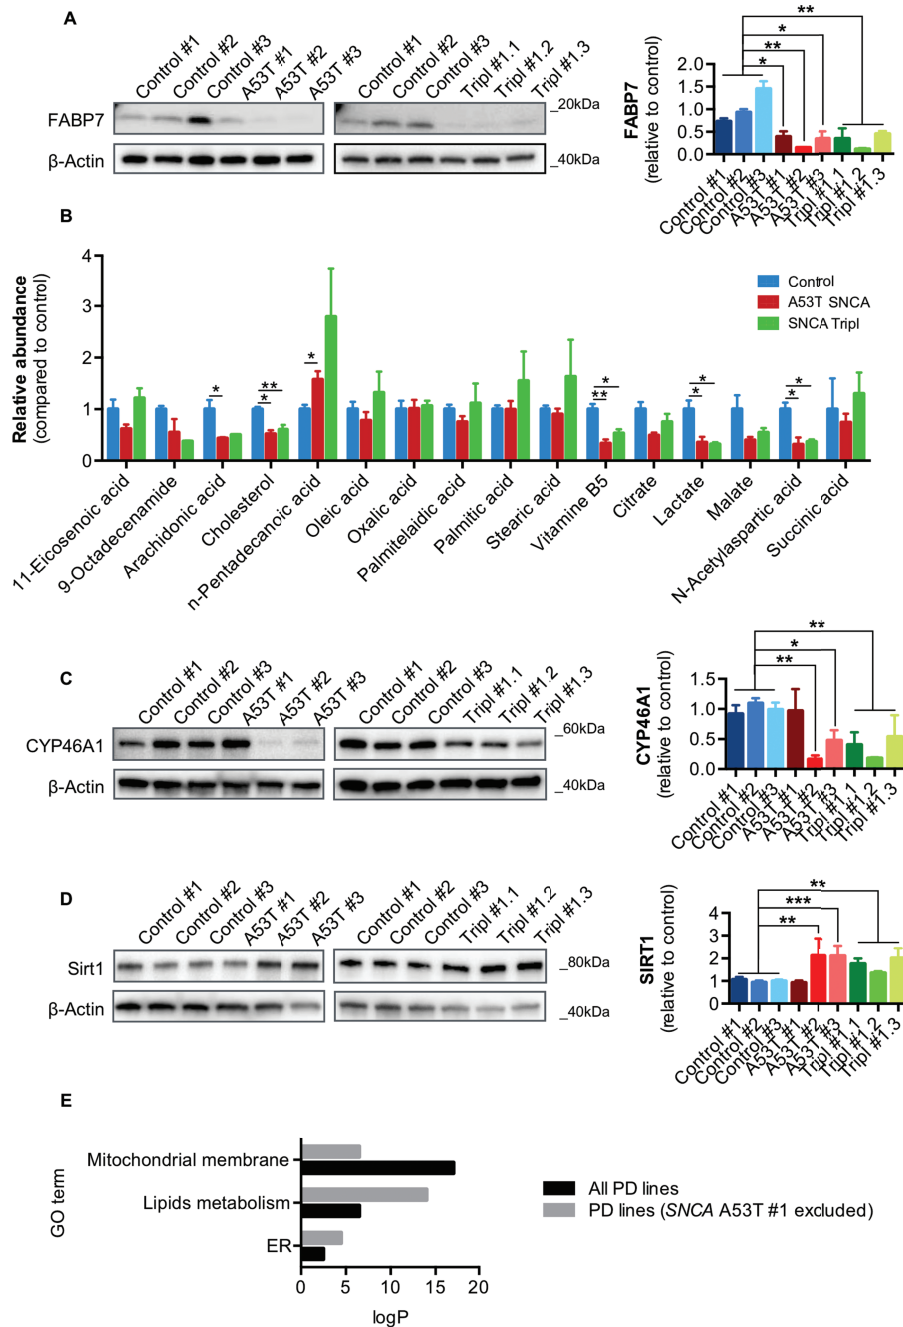 A
Control #1
Control #2
Control #3
A53T #1
A53T #2
A53T #3
Control #1
Control #2
Control #3
Tripl #1.1
Tripl #1.2
Tripl #1.3
FABP7
β-Actin
_20kDa
_40kDa
**
*
**
*
FABP7
(relative to control)
2.0
1.5
1.0
0.5
0.0
Control #1
Control #2
Control #3
A53T #1
A53T #2
A53T #3
Tripl #1.1
Tripl #1.2
Tripl #1.3
B
Relative abundance
(compared to control)
4
3
2
1
0
Control
A53T SNCA
SNCA Tripl
*
**
*
*
*
**
*
*
*
*
11-Eicosenoic acid
9-Octadecenamide
Arachidonic acid
Cholesterol
n-Pentadecanoic acid
Oleic acid
Oxalic acid
Palmitelaidic acid
Palmitic acid
Stearic acid
Vitamine B5
Citrate
Lactate
Malate
N-Acetylaspartic acid
Succinic acid
C
Control #1
Control #2
Control #3
A53T #1
A53T #2
A53T #3
Control #1
Control #2
Control #3
Tripl #1.1
Tripl #1.2
Tripl #1.3
CYP46A1
β-Actin
_60kDa
_40kDa
**
*
**
CYP46A1
(relative to control)
1.5
1.0
0.5
0.0
Control #1
Control #2
Control #3
A53T #1
A53T #2
A53T #3
Tripl #1.1
Tripl #1.2
Tripl #1.3
D
Control #1
Control #2
Control #3
A53T #1
A53T #2
A53T #3
Control #1
Control #2
Control #3
Tripl #1.1
Tripl #1.2
Tripl #1.3
Sirt1
β-Actin
_80kDa
_40kDa
**
***
**
SIRT1
(relative to control)
4
3
2
1
0
Control #1
Control #2
Control #3
A53T #1
A53T #2
A53T #3
Tripl #1.1
Tripl #1.2
Tripl #1.3
E
GO term
Mitochondrial membrane
Lipids metabolism
ER
0 5 10 15 20
logP
All PD lines
PD lines (SNCA A53T #1 excluded)